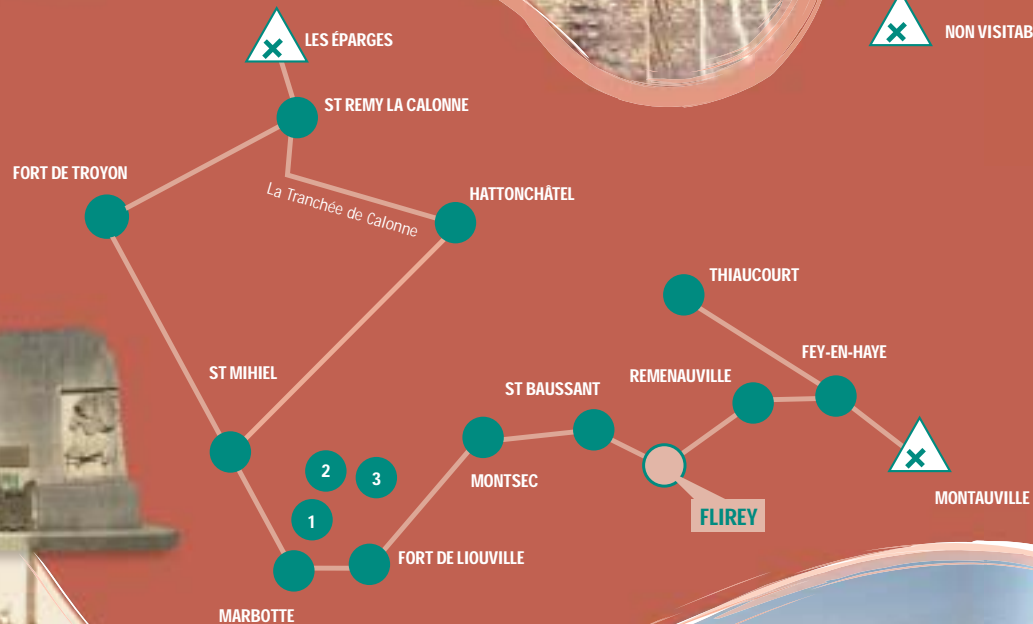 LES ÉPARGES
NON VISITAB
ST REMY LA CALONNE
FORT DE TROYON
La Tranchée de Calonne
HATTONCHÂTEL
THIAUCOURT
FEY-EN-HAYE
ST MIHIEL
ST BAUSSANT
REMENAUVILLE
2
3
MONTSEC
MONTAUVILLE
1
FLIREY
FORT DE LIOUVILLE
MARBOTTE